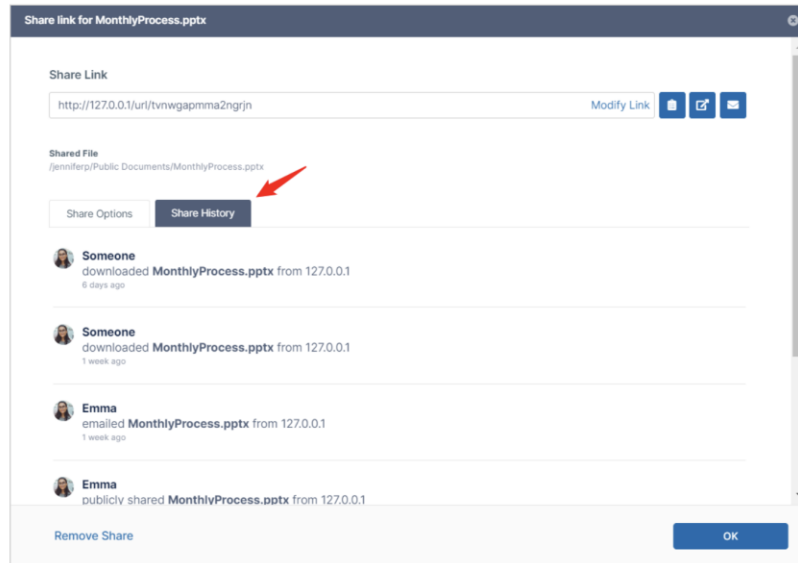 Share link for MonthlyProcess.pptx
Share Link
http://127.0.0.1/url/tvnwgapmma2ngrjn Modify Link
Shared File
/jenniferp/Public Documents/MonthlyProcess.pptx
Share Options Share History
Someone
downloaded MonthlyProcess.pptx from 127.0.0.1
6 days ago
Someone
downloaded MonthlyProcess.pptx from 127.0.0.1
1 week ago
Emma
emailed MonthlyProcess.pptx from 127.0.0.1
1 week ago
Emma
publicly shared MonthlyProcess.pptx from 127.0.0.1
Remove Share OK